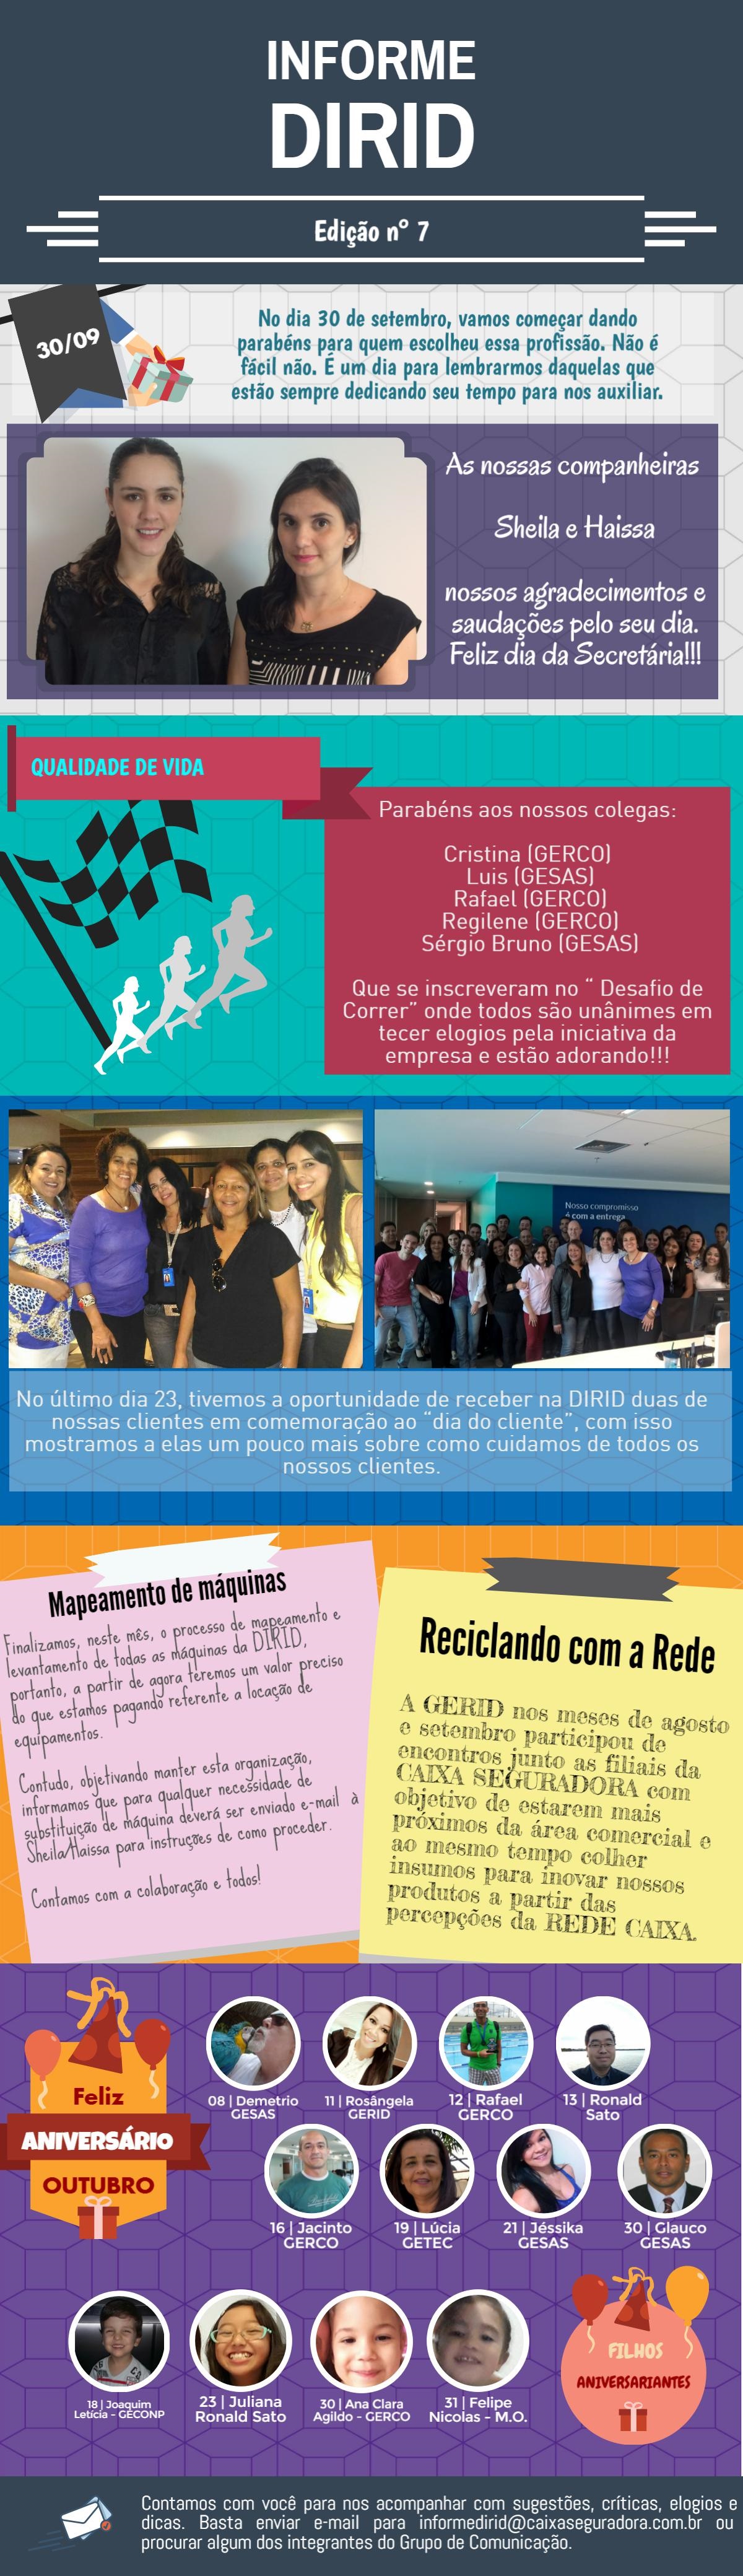 INFORME
DIRID
Edição n° 7
30/09
No dia 30 de setembro, vamos começar dando
parabéns para quem escolheu essa profissão. Não é
fácil não. É um dia para lembrarmos daquelas que
estão sempre dedicando seu tempo para nos auxiliar.
As nossas companheiras
Sheila e Haissa
nossos agradecimentos e
saudações pelo seu dia.
Feliz dia da Secretária!!!
QUALIDADE DE VIDA
Parabéns aos nossos colegas:
Cristina (GERCO)
Luis (GESAS)
Rafael (GERCO)
Regilene (GERCO)
Sérgio Bruno (GESAS)
Que se inscreveram no “ Desafio de
Correr” onde todos são unânimes em
tecer elogios pela iniciativa da
empresa e estão adorando!!!
Nosso compromisso
é com a entrega
No último dia 23, tivemos a oportunidade de receber na DIRID duas de
nossas clientes em comemoração ao “dia do cliente”, com isso
mostramos a elas um pouco mais sobre como cuidamos de todos os
nossos clientes.
Mapeamento de máquinas
Finalizamos, neste mês, o processo de mapeamento e
levantamento de todas as máquinas da DIRID,
portanto, a partir de agora teremos um valor preciso
do que estamos pagando referente a locação de
equipamentos.
Contudo, objetivando manter esta organização,
informamos que para qualquer necessidade de
substituição de máquina deverá ser enviado e-mail à
Sheila/Haissa para instruções de como proceder.
Contamos com a colaboração e todos!
Reciclando com a Rede
A GERID nos meses de agosto
e setembro participou de
encontros junto as filiais da
CAIXA SEGURADORA com
objetivo de estarem mais
próximos da área comercial e
ao mesmo tempo colher
insumos para inovar nossos
produtos a partir das
percepções da REDE CAIXA.
Feliz
ANIVERSÁRIO
OUTUBRO
08 | Demetrio
GESAS
11 | Rosângela
GERID
12 | Rafael
GERCO
13 | Ronald
Sato
16 | Jacinto
GERCO
19 | Lúcia
GETEC
21 | Jéssika
GESAS
30 | Glauco
GESAS
18 | Joaquim
Letícia - GECONP
23 | Juliana
Ronald Sato
30 | Ana Clara
Agildo - GERCO
31 | Felipe
Nicolas - M.O.
FILHOS
ANIVERSARIANTES
Contamos com você para nos acompanhar com sugestões, críticas, elogios e
dicas. Basta enviar e-mail para informedirid@caixaseguradora.com.br ou
procurar algum dos integrantes do Grupo de Comunicação.